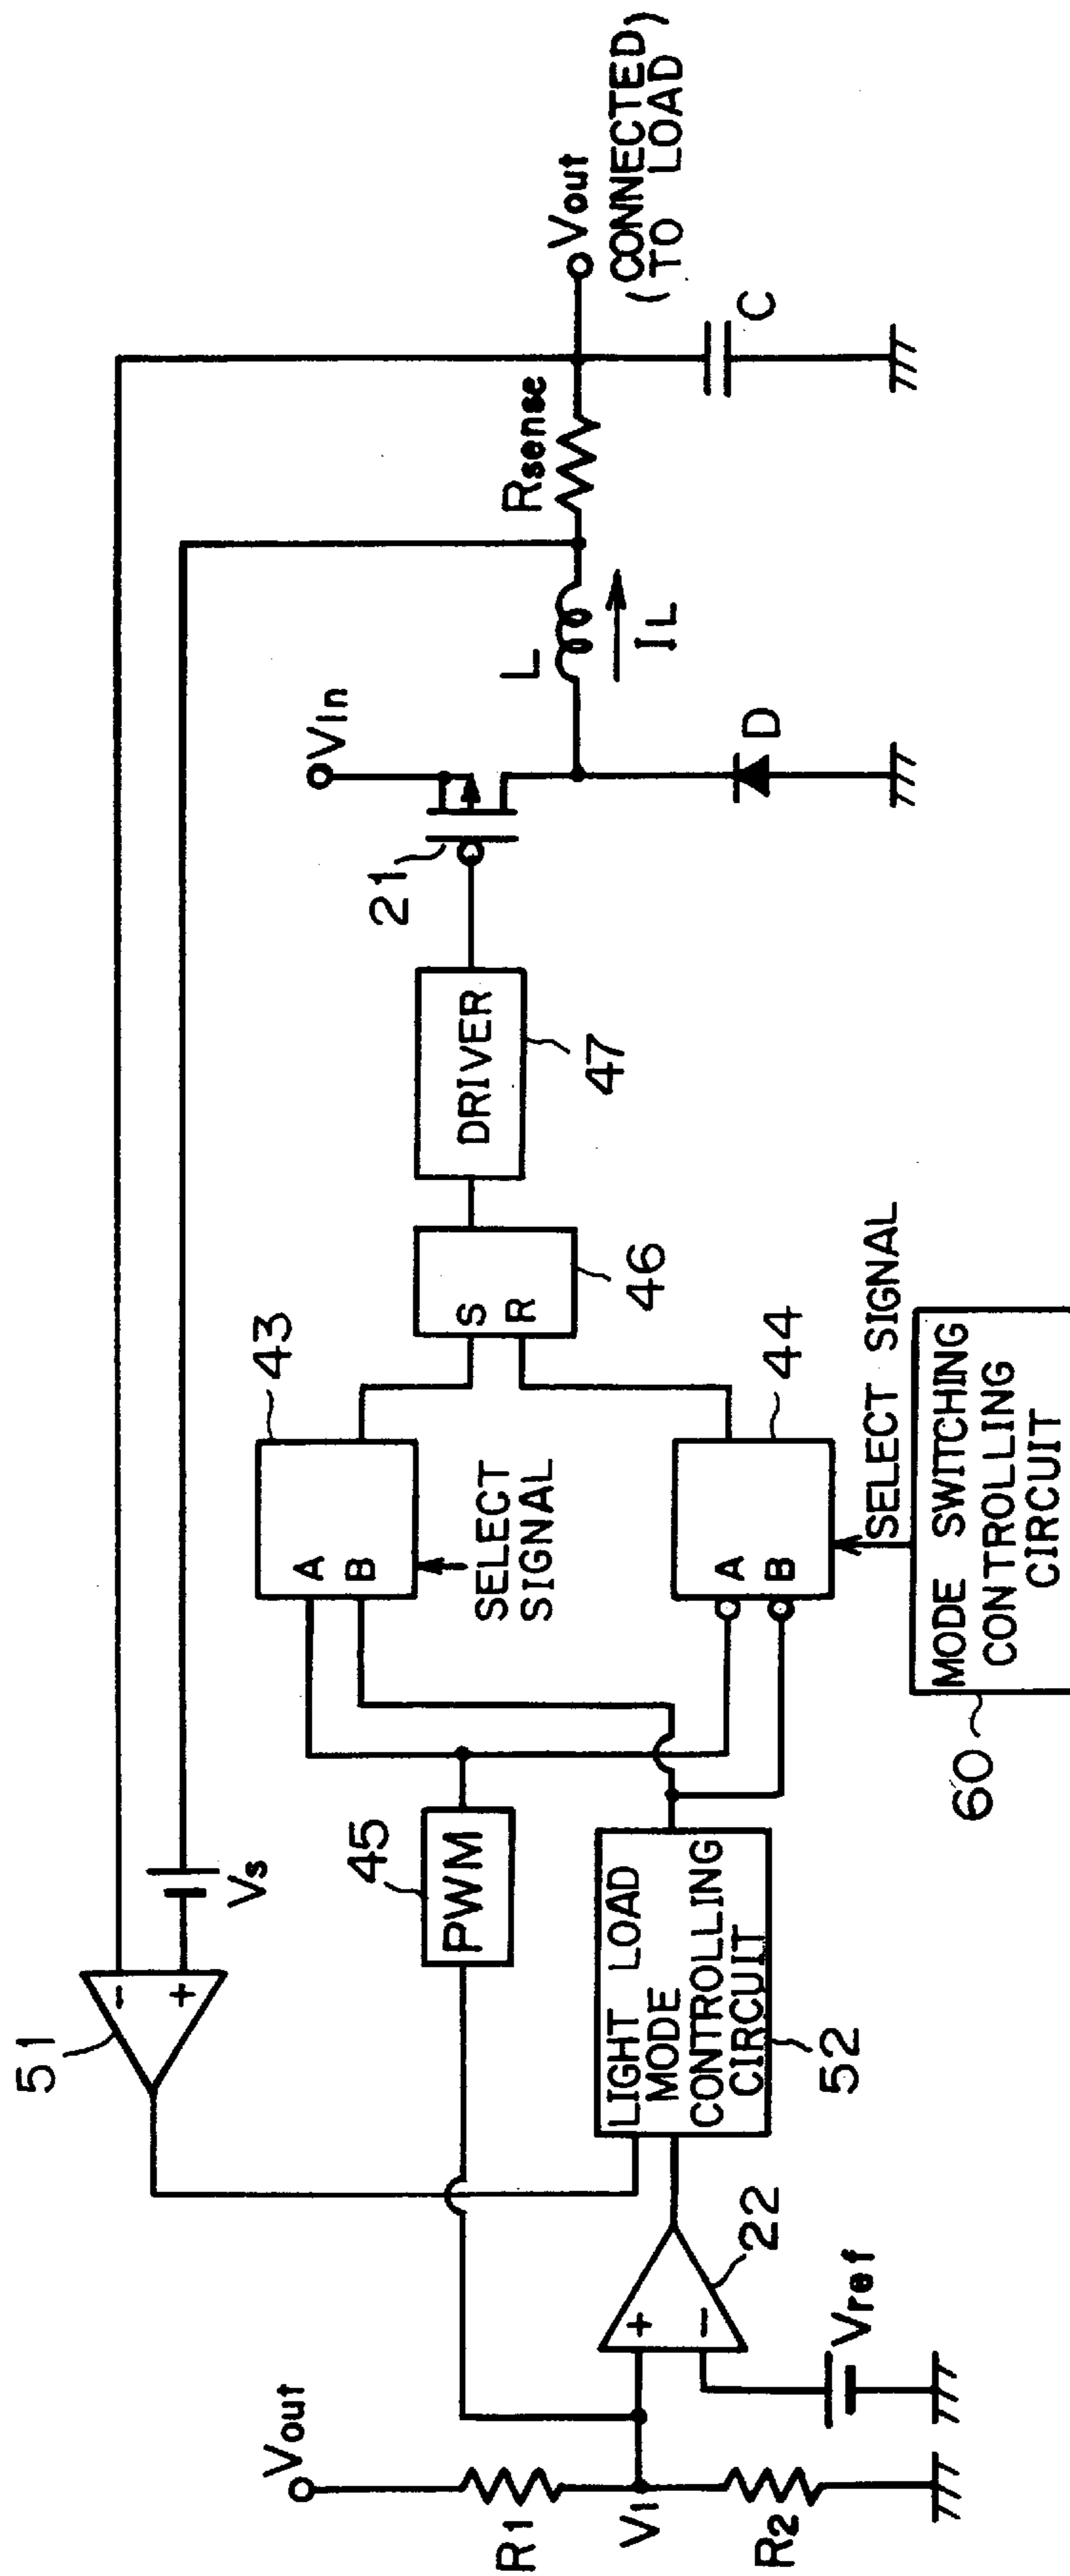 51
Vs
Vout
R1
V1
R2
Vref
+
−
22
−
+
45
PWM
LIGHT LOAD
MODE
CONTROLLING
CIRCUIT
52
43
A
B
SELECT
SIGNAL
44
A
B
SELECT SIGNAL
60
MODE SWITCHING
CONTROLLING
CIRCUIT
S
R
46
DRIVER
47
21
Vin
L
IL
D
Rsense
C
Vout
(CONNECTED
TO LOAD)